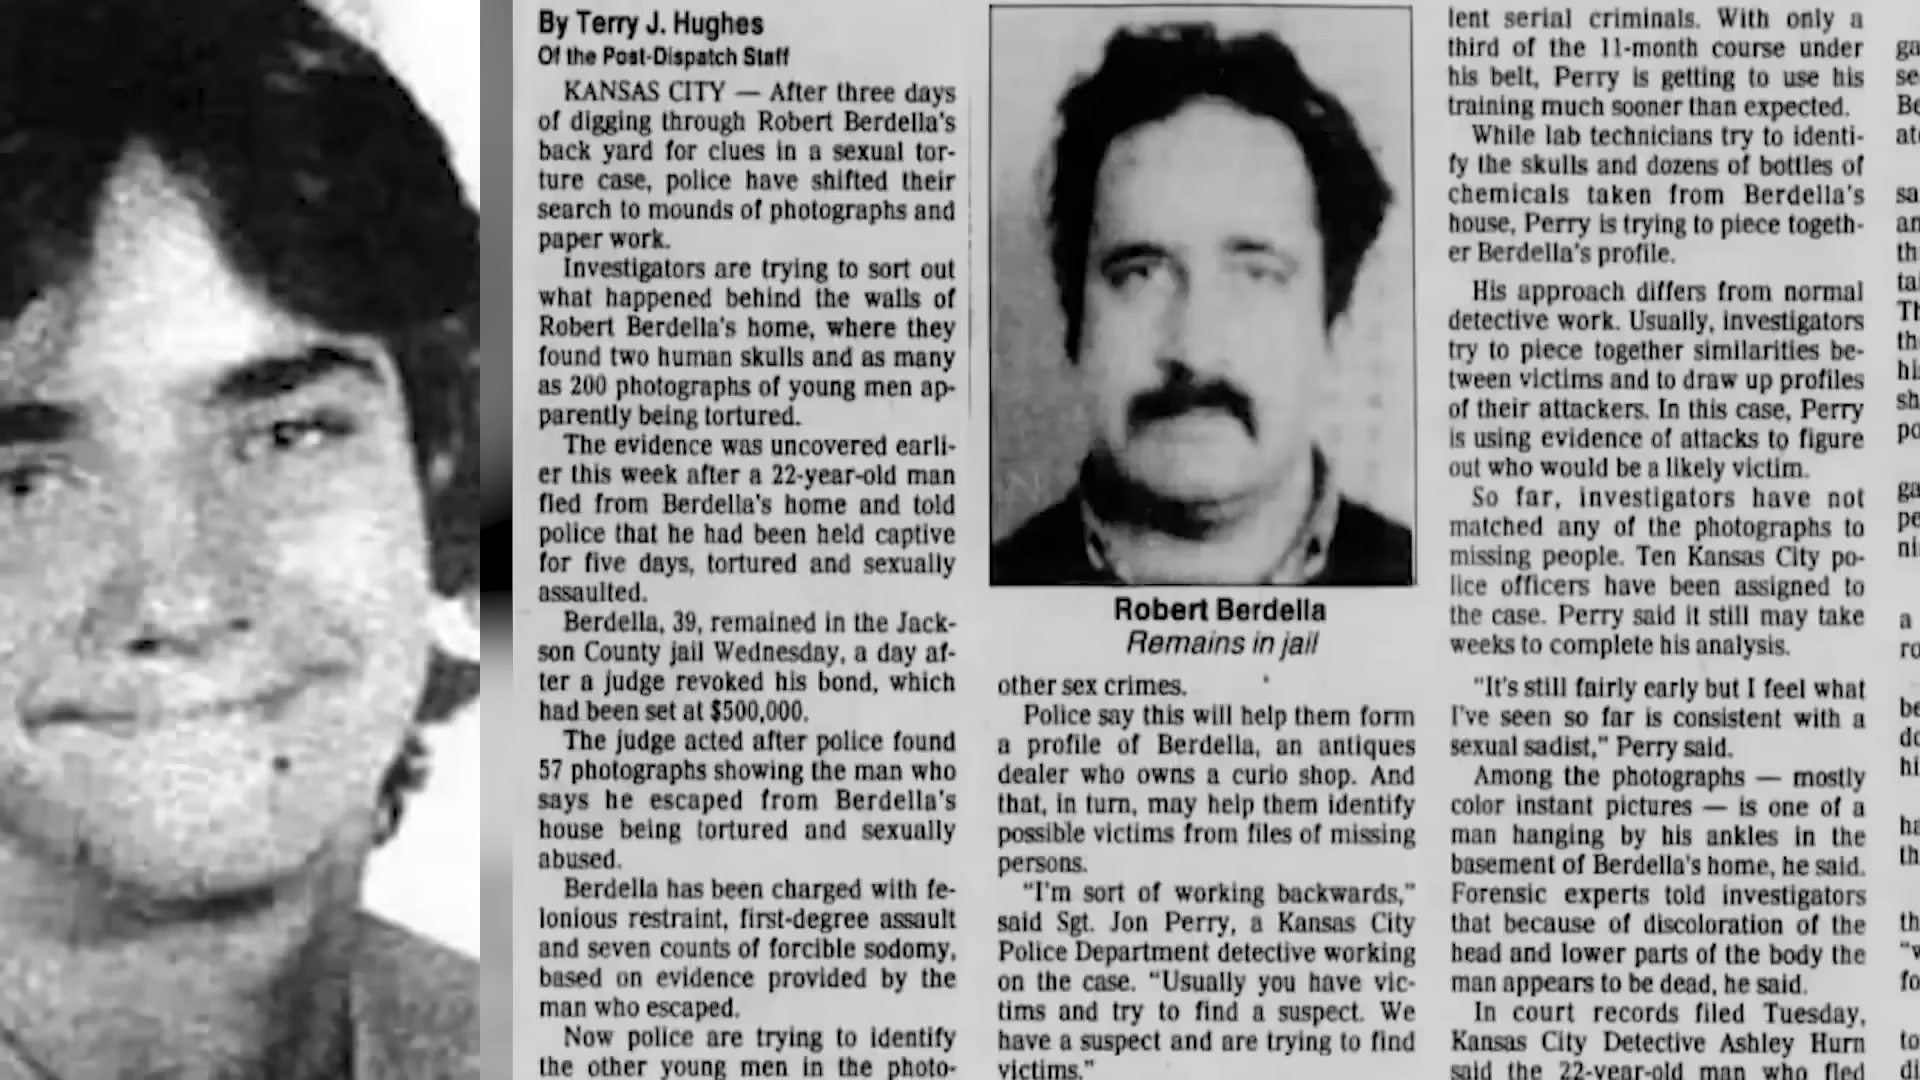 By Terry J. Hughes
Of the Post-Dispatch Staff
KANSAS CITY — After three days
of digging through Robert Berdella's
back yard for clues in a sexual tor-
ture case, police have shifted their
search to mounds of photographs and
paper work.
Investigators are trying to sort out
what happened behind the walls of
Robert Berdella's home, where they
found two human skulls and as many
as 200 photographs of young men ap-
parently being tortured.
The evidence was uncovered earli-
er this week after a 22-year-old man
fled from Berdella's home and told
police that he had been held captive
for five days, tortured and sexually
assaulted.
Berdella, 39, remained in the Jack-
son County jail Wednesday, a day af-
ter a judge revoked his bond, which
had been set at $500,000.
The judge acted after police found
57 photographs showing the man who
says he escaped from Berdella's
house being tortured and sexually
abused.
Berdella has been charged with fe-
lonious restraint, first-degree assault
and seven counts of forcible sodomy,
based on evidence provided by the
man who escaped.
Now police are trying to identify
the other young men in the photo-
Robert Berdella
Remains in jail
other sex crimes.
Police say this will help them form
a profile of Berdella, an antiques
dealer who owns a curio shop. And
that, in turn, may help them identify
possible victims from files of missing
persons.
"I'm sort of working backwards,"
said Sgt. Jon Perry, a Kansas City
Police Department detective working
on the case. "Usually you have vic-
tims and try to find a suspect. We
have a suspect and are trying to find
victims."
lent serial criminals. With only a
third of the 11-month course under
his belt, Perry is getting to use his
training much sooner than expected.
While lab technicians try to identi-
fy the skulls and dozens of bottles of
chemicals taken from Berdella's
house, Perry is trying to piece togeth-
er Berdella's profile.
His approach differs from normal
detective work. Usually, investigators
try to piece together similarities be-
tween victims and to draw up profiles
of their attackers. In this case, Perry
is using evidence of attacks to figure
out who would be a likely victim.
So far, investigators have not
matched any of the photographs to
missing people. Ten Kansas City po-
lice officers have been assigned to
the case. Perry said it still may take
weeks to complete his analysis.
"It's still fairly early but I feel what
I've seen so far is consistent with a
sexual sadist," Perry said.
Among the photographs — mostly
color instant pictures — is one of a
man hanging by his ankles in the
basement of Berdella's home, he said.
Forensic experts told investigators
that because of discoloration of the
head and lower parts of the body the
man appears to be dead, he said.
In court records filed Tuesday,
Kansas City Detective Ashley Hurn
said the 22-year-old man who fled